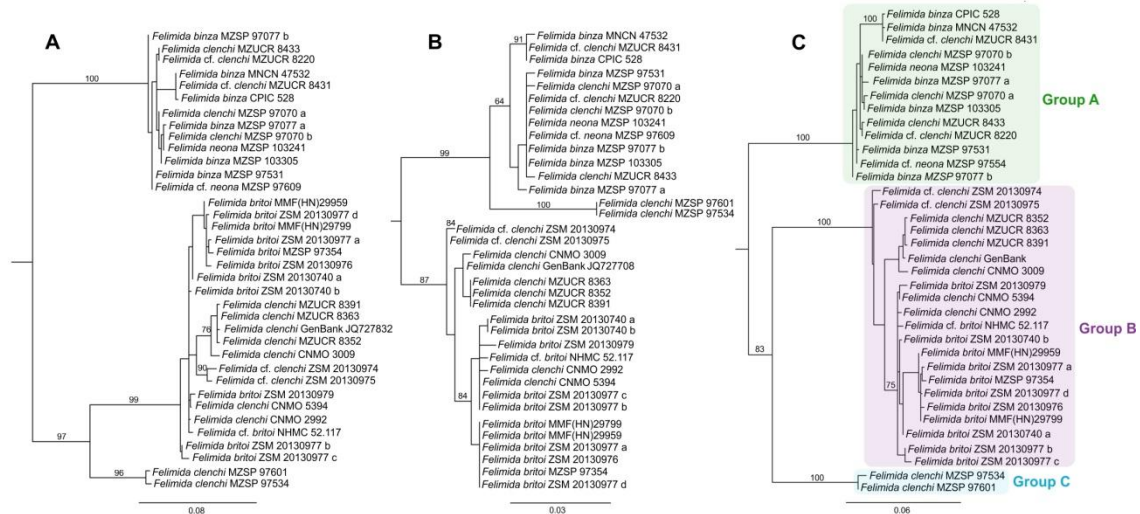 A
Felimida binza MZSP 97077 b
Felimida clenchi MZUCR 8433
Felimida cf. clenchi MZUCR 8220
Felimida binza MNCN 47532
Felimida cf. clenchi MZUCR 8431
Felimida binza CPIC 528
100
Felimida clenchi MZSP 97070 a
Felimida binza MZSP 97077 a
Felimida clenchi MZSP 97070 b
Felimida neona MZSP 103241
Felimida binza MZSP 103305
Felimida binza MZSP 97531
Felimida cf. neona MZSP 97609
Felimida britoi MMF(HN)29959
Felimida britoi ZSM 20130977 d
Felimida britoi MMF(HN)29799
Felimida britoi ZSM 20130977 a
Felimida britoi MZSP 97354
Felimida britoi ZSM 20130976
Felimida britoi ZSM 20130740 a
Felimida britoi ZSM 20130740 b
Felimida clenchi MZUCR 8391
Felimida clenchi MZUCR 8363
76
Felimida clenchi GenBank JQ727832
Felimida clenchi MZUCR 8352
Felimida clenchi CNMO 3009
90
Felimida cf. clenchi ZSM 20130974
Felimida cf. clenchi ZSM 20130975
Felimida britoi ZSM 20130979
99
Felimida clenchi CNMO 5394
Felimida clenchi CNMO 2992
Felimida cf. britoi NHMC 52.117
Felimida britoi ZSM 20130977 b
Felimida britoi ZSM 20130977 c
97
96
Felimida clenchi MZSP 97601
Felimida clenchi MZSP 97534
0.08
B
Felimida binza MNCN 47532
91
Felimida cf. clenchi MZUCR 8431
Felimida binza CPIC 528
Felimida binza MZSP 97531
Felimida clenchi MZSP 97070 a
64
Felimida cf. clenchi MZUCR 8220
Felimida clenchi MZSP 97070 b
Felimida neona MZSP 103241
Felimida cf. neona MZSP 97609
Felimida binza MZSP 97077 b
99
Felimida binza MZSP 103305
Felimida clenchi MZUCR 8433
Felimida binza MZSP 97077 a
100
Felimida clenchi MZSP 97601
Felimida clenchi MZSP 97534
84
Felimida cf. clenchi ZSM 20130974
Felimida cf. clenchi ZSM 20130975
Felimida clenchi CNMO 3009
Felimida clenchi GenBank JQ727708
87
Felimida clenchi MZUCR 8363
Felimida clenchi MZUCR 8352
Felimida clenchi MZUCR 8391
Felimida britoi ZSM 20130740 a
Felimida britoi ZSM 20130740 b
Felimida britoi ZSM 20130979
Felimida cf. britoi NHMC 52.117
Felimida clenchi CNMO 2992
Felimida clenchi CNMO 5394
84
Felimida britoi ZSM 20130977 c
Felimida britoi ZSM 20130977 b
Felimida britoi MMF(HN)29799
Felimida britoi MMF(HN)29959
Felimida britoi ZSM 20130977 a
Felimida britoi ZSM 20130976
Felimida britoi MZSP 97354
Felimida britoi ZSM 20130977 d
0.03
C
Felimida binza CPIC 528
100
Felimida binza MNCN 47532
Felimida cf. clenchi MZUCR 8431
Felimida clenchi MZSP 97070 b
Felimida neona MZSP 103241
Felimida binza MZSP 97077 a
Felimida clenchi MZSP 97070 a
Group A
Felimida binza MZSP 103305
Felimida clenchi MZUCR 8433
100
Felimida cf. clenchi MZUCR 8220
Felimida binza MZSP 97531
Felimida cf. neona MZSP 97554
Felimida binza MZSP 97077 b
Felimida cf. clenchi ZSM 20130974
Felimida cf. clenchi ZSM 20130975
100
Felimida clenchi MZUCR 8352
Felimida clenchi MZUCR 8363
Felimida clenchi MZUCR 8391
Felimida clenchi GenBank
Felimida clenchi CNMO 3009
Felimida britoi ZSM 20130979
Felimida clenchi CNMO 5394
Felimida clenchi CNMO 2992
Felimida cf. britoi NHMC 52.117
Group B
Felimida britoi ZSM 20130740 b
83
Felimida britoi MMF(HN)29959
Felimida britoi ZSM 20130977 a
Felimida britoi MZSP 97354
75
Felimida britoi ZSM 20130977 d
Felimida britoi ZSM 20130976
Felimida britoi MMF(HN)29799
Felimida britoi ZSM 20130740 a
Felimida britoi ZSM 20130977 b
Felimida britoi ZSM 20130977 c
100
Felimida clenchi MZSP 97534
Felimida clenchi MZSP 97601
Group C
0.06